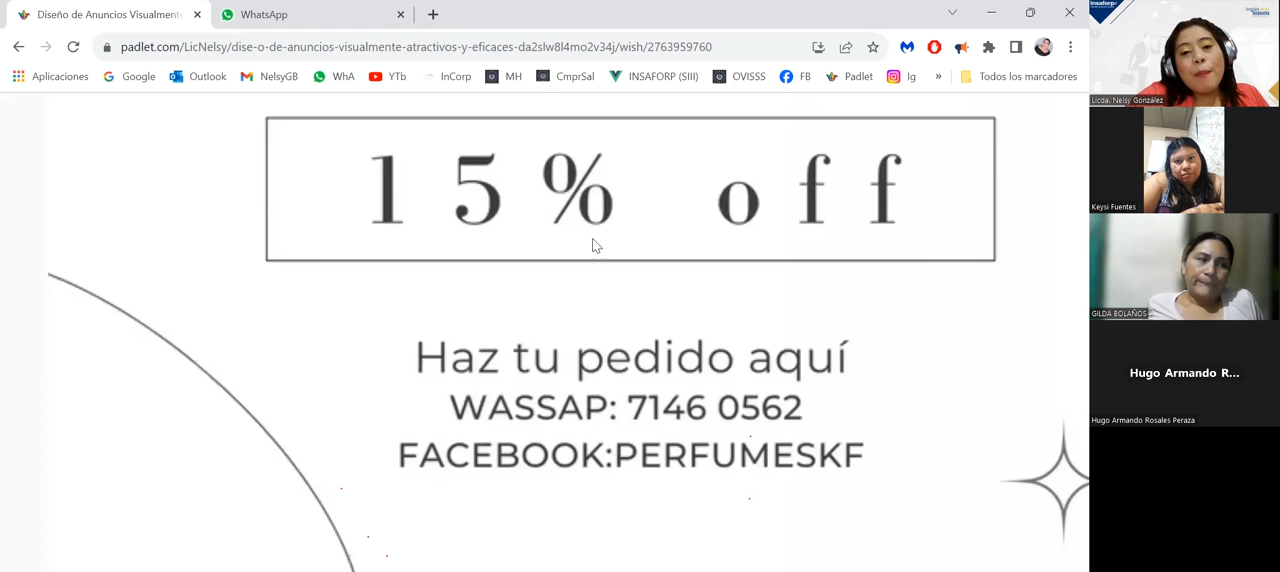 Diseño de Anuncios Visualmente
WhatsApp
padlet.com/LicNelsy/dise-o-de-anuncios-visualmente-atractivos-y-eficaces-da2slw8l4mo2v34j/wish/2763959760
Aplicaciones
Google
Outlook
NelsyGB
WhA
YTb
InCorp
MH
CmprSal
INSAFORP (SIII)
OVISSS
FB
Padlet
Ig
»
Todos los marcadores
15% off
Haz tu pedido aquí
WASSAP: 7146 0562
FACEBOOK:PERFUMESKF
Insaforp
Licda. Nelsy González
Keysi Fuentes
GILDA BOLAÑOS
Hugo Armando R...
Hugo Armando Rosales Peraza